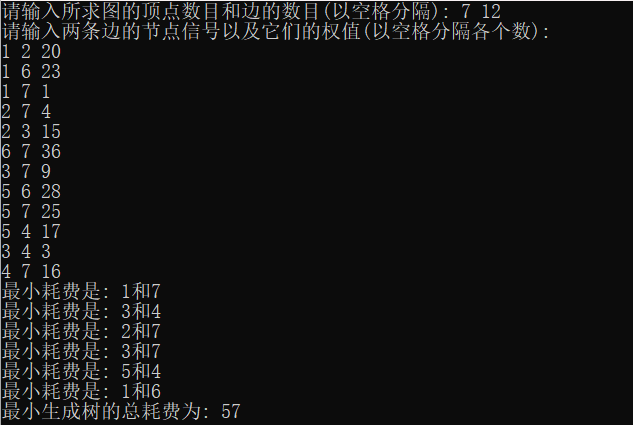 请输入所求图的顶点数目和边的数目(以空格分隔): 7 12
请输入两条边的节点信号以及它们的权值(以空格分隔各个数):
1 2 20
1 6 23
1 7 1
2 7 4
2 3 15
6 7 36
3 7 9
5 6 28
5 7 25
5 4 17
3 4 3
4 7 16
最小耗费是: 1和7
最小耗费是: 3和4
最小耗费是: 2和7
最小耗费是: 3和7
最小耗费是: 5和4
最小耗费是: 1和6
最小生成树的总耗费为: 57